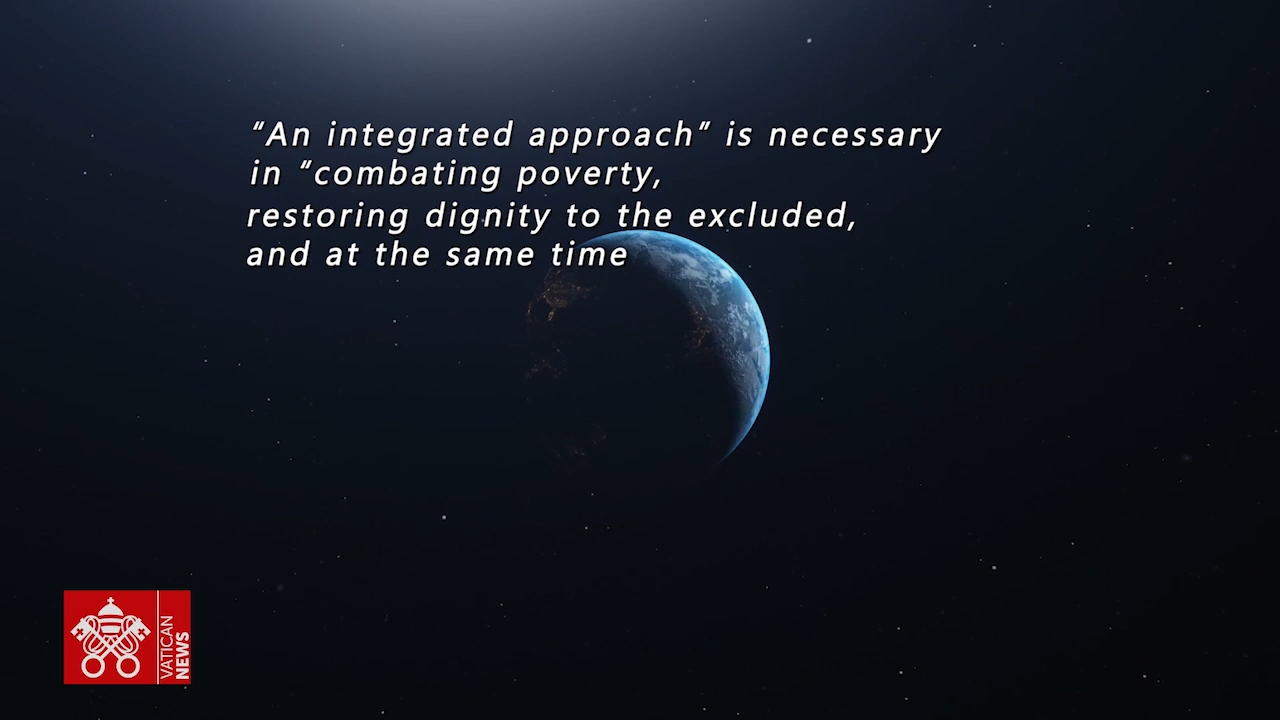 “An integrated approach” is necessary
in “combating poverty,
restoring dignity to the excluded,
and at the same time
VATICAN
NEWS